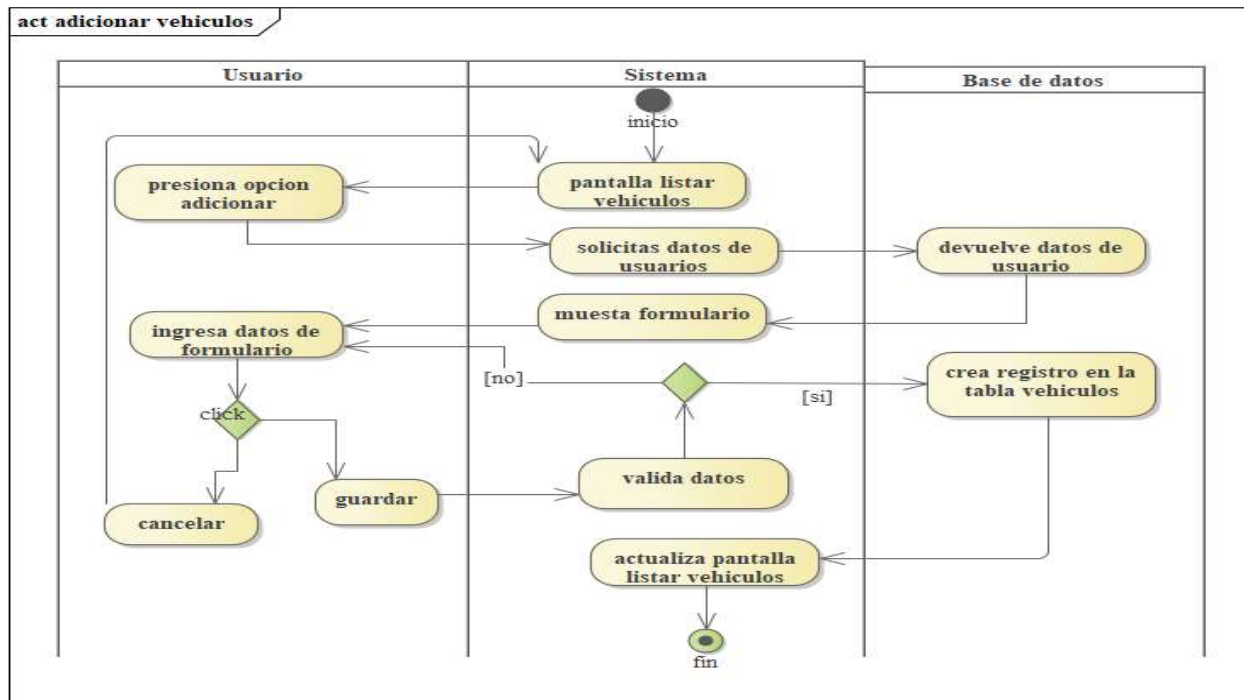 act adicionar vehiculos
Usuario
Sistema
Base de datos
inicio
presiona opcion
adicionar
pantalla listar
vehiculos
solicitas datos de
usuarios
devuelve datos de
usuario
muesta formulario
ingresa datos de
formulario
[no]
[si]
crea registro en la
tabla vehiculos
click
valida datos
guardar
cancelar
actualiza pantalla
listar vehiculos
fin